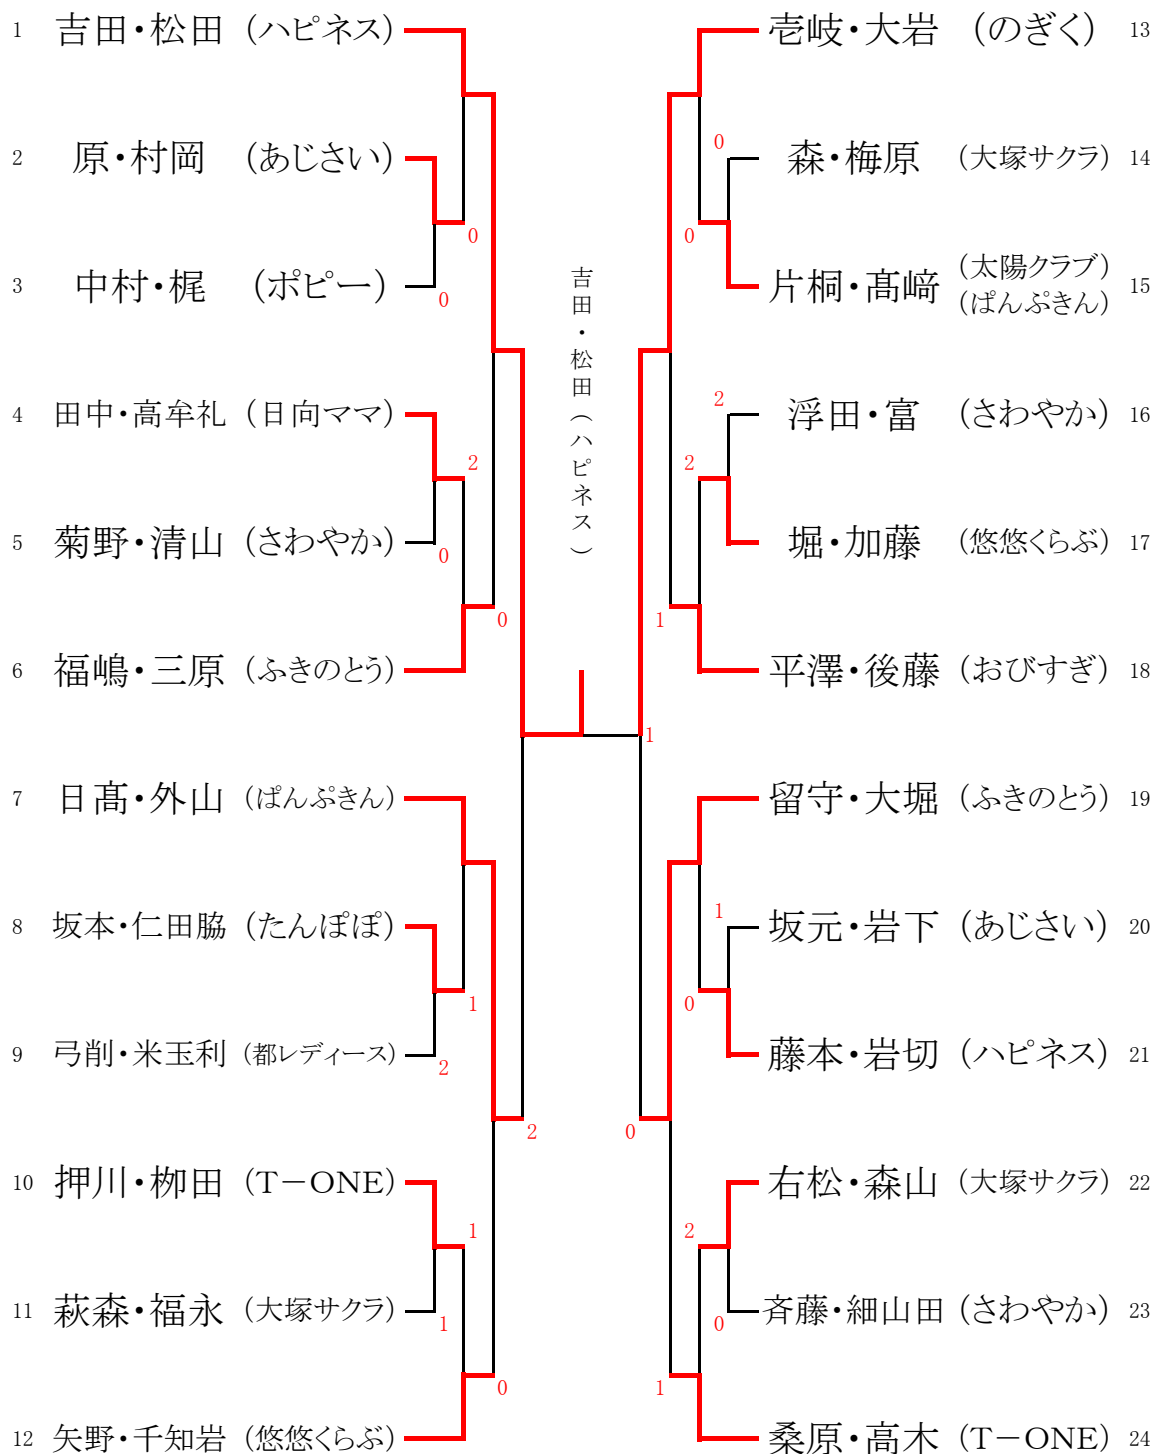 1 吉田・松田 (ハピネス)
2 原・村岡 (あじさい)
0
3 中村・梶 (ポピー)
0
4 田中・高牟礼 (日向ママ)
2
5 菊野・清山 (さわやか)
0
0
6 福嶋・三原 (ふきのとう)
7 日髙・外山 (ぱんぷきん)
8 坂本・仁田脇 (たんぽぽ)
1
9 弓削・米玉利 (都レディース)
2
2
10 押川・栁田 (T－ONE)
1
11 萩森・福永 (大塚サクラ)
1
0
12 矢野・千知岩 (悠悠くらぶ)
吉田・松田(ハピネス)
1
壱岐・大岩 (のぎく) 13
0
森・梅原 (大塚サクラ) 14
0
片桐・髙﨑 (太陽クラブ) 15
(ぱんぷきん)
2
浮田・富 (さわやか) 16
2
堀・加藤 (悠悠くらぶ) 17
1
平澤・後藤 (おびすぎ) 18
留守・大堀 (ふきのとう) 19
1
坂元・岩下 (あじさい) 20
0
藤本・岩切 (ハピネス) 21
0
右松・森山 (大塚サクラ) 22
2
斉藤・細山田 (さわやか) 23
0
1
桑原・高木 (T－ONE) 24